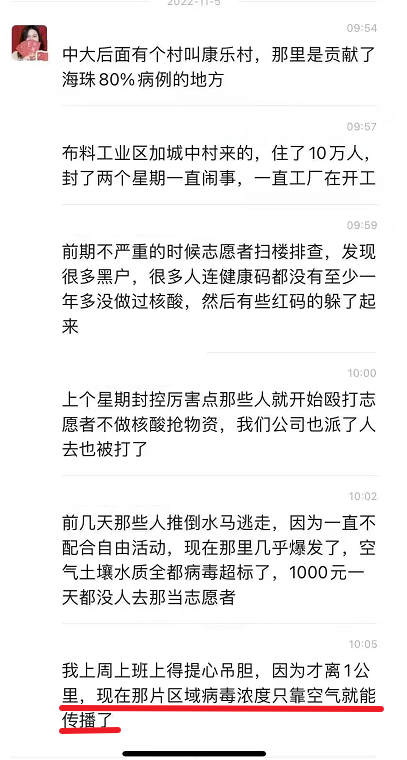 2022-11-5
09:54
中大后面有个村叫康乐村，那里是贡献了
海珠80%病例的地方
09:57
布料工业区加城中村来的，住了10万人，
封了两个星期一直闹事，一直工厂在开工
09:59
前期不严重的时候志愿者扫楼排查，发现
很多黑户，很多人连健康码都没有至少一
年多没做过核酸，然后有些红码的躲了起
来
10:00
上个星期封控厉害点那些人就开始殴打志
愿者不做核酸抢物资，我们公司也派了人
去也被打了
10:02
前几天那些人推倒水马逃走，因为一直不
配合自由活动，现在那里几乎爆发了，空
气土壤水质全都病毒超标了，1000元一
天都没人去那当志愿者
10:05
我上周上班上得提心吊胆，因为才离1公
里，现在那片区域病毒浓度只靠空气就能
传播了